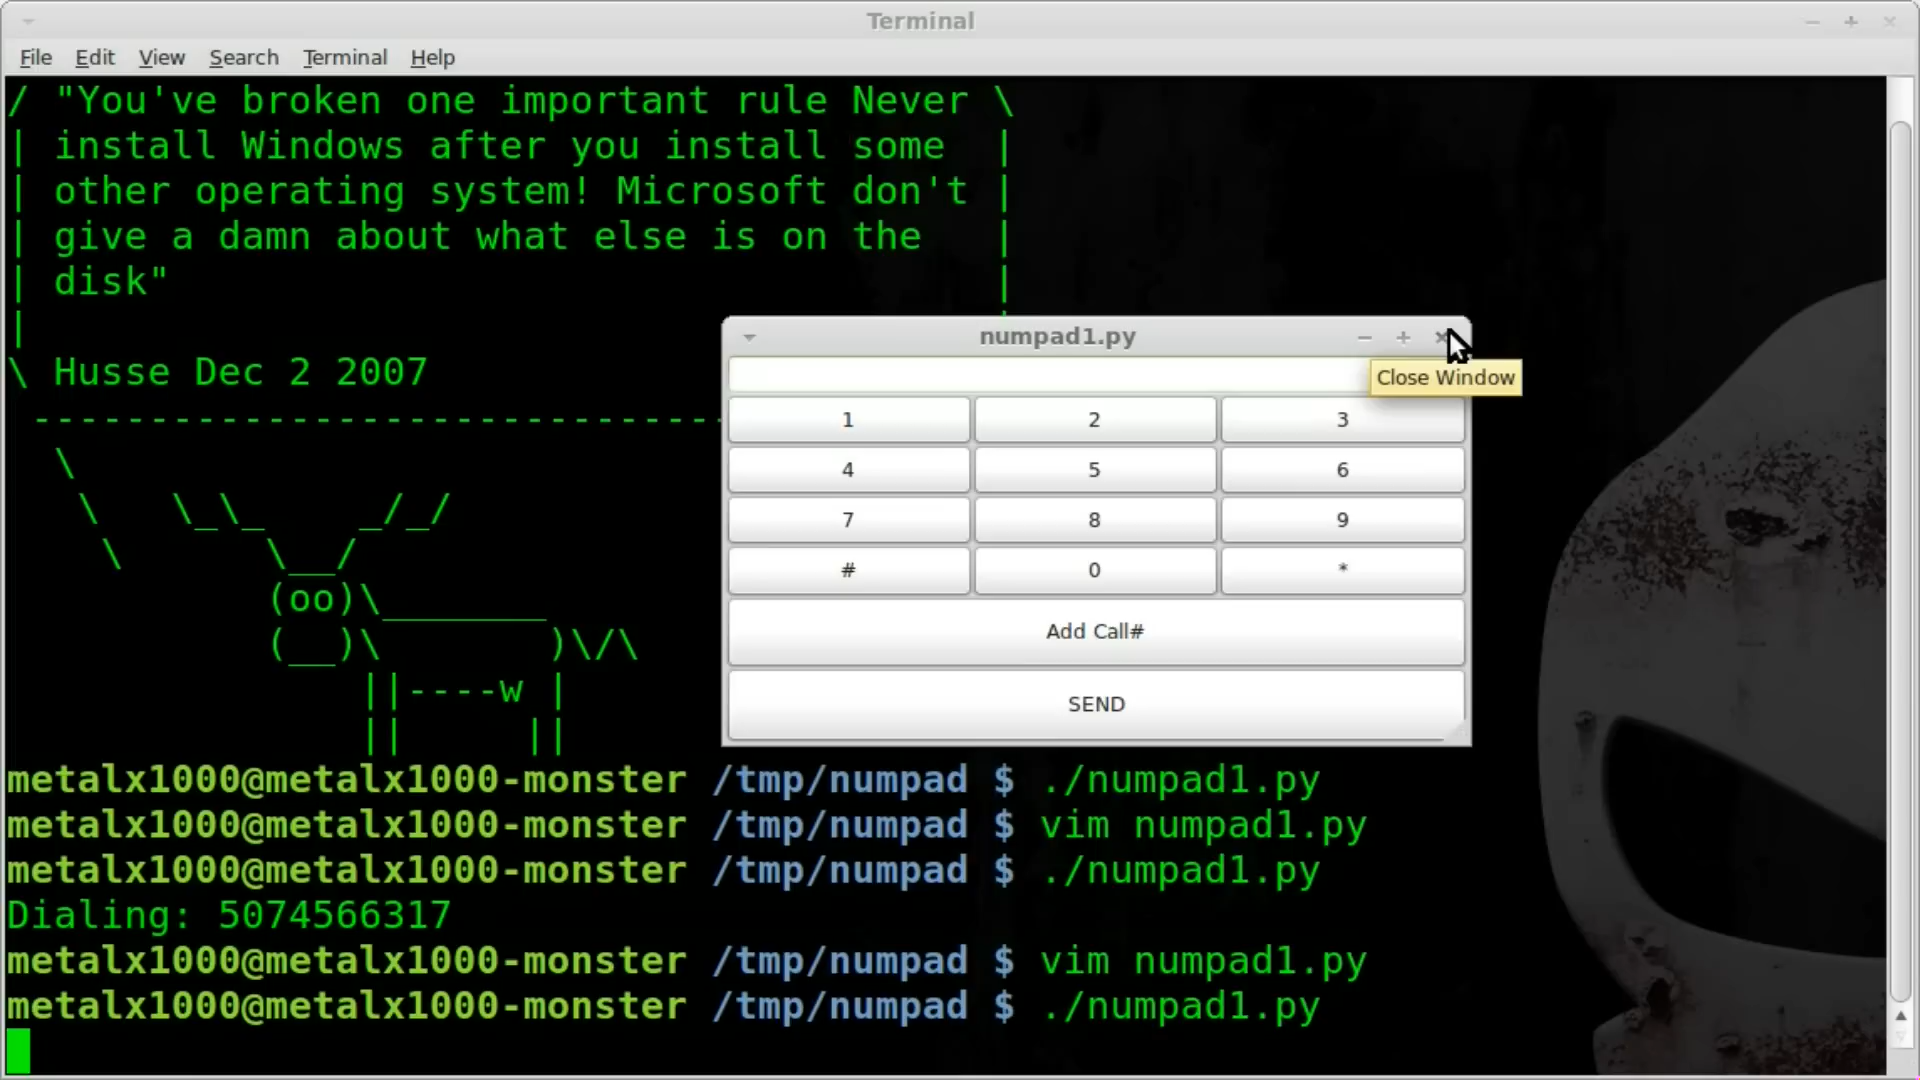 Terminal
File Edit View Search Terminal Help
/ "You've broken one important rule Never \
| install Windows after you install some |
| other operating system! Microsoft don't |
| give a damn about what else is on the |
| disk" |
|
\ Husse Dec 2 2007
------------------------------
\
\ \_\_ _/_/
\ \__/
(oo)\_______
(__)\ )\/\
||----w |
|| ||
numpad1.py
Close Window
1 2 3
4 5 6
7 8 9
# 0 *
Add Call#
SEND
metalx1000@metalx1000-monster /tmp/numpad $ ./numpad1.py
metalx1000@metalx1000-monster /tmp/numpad $ vim numpad1.py
metalx1000@metalx1000-monster /tmp/numpad $ ./numpad1.py
Dialing: 5074566317
metalx1000@metalx1000-monster /tmp/numpad $ vim numpad1.py
metalx1000@metalx1000-monster /tmp/numpad $ ./numpad1.py